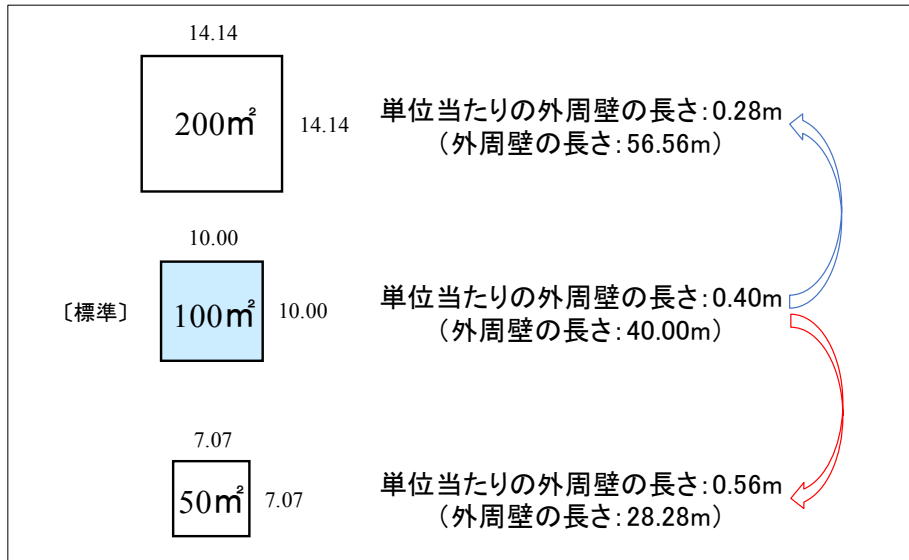 14.14
200㎡
14.14
単位当たりの外周壁の長さ:0.28m
（外周壁の長さ:56.56m）
10.00
〔標準〕
100㎡
10.00
単位当たりの外周壁の長さ:0.40m
（外周壁の長さ:40.00m）
7.07
50㎡
7.07
単位当たりの外周壁の長さ:0.56m
（外周壁の長さ:28.28m）